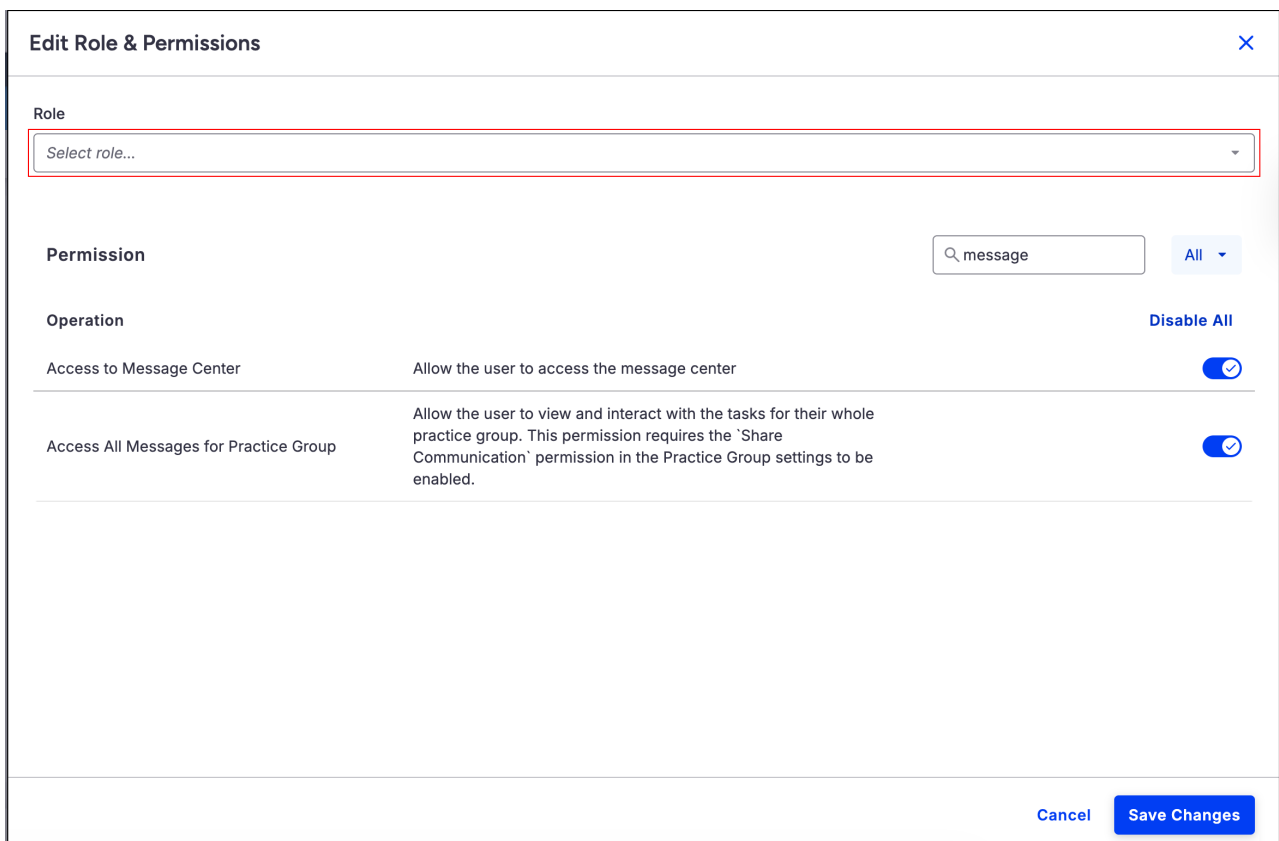 Edit Role & Permissions
Role
Select role...
Permission
message
All
Operation
Disable All
Access to Message Center
Allow the user to access the message center
Access All Messages for Practice Group
Allow the user to view and interact with the tasks for their whole
practice group. This permission requires the `Share
Communication` permission in the Practice Group settings to be
enabled.
Cancel
Save Changes